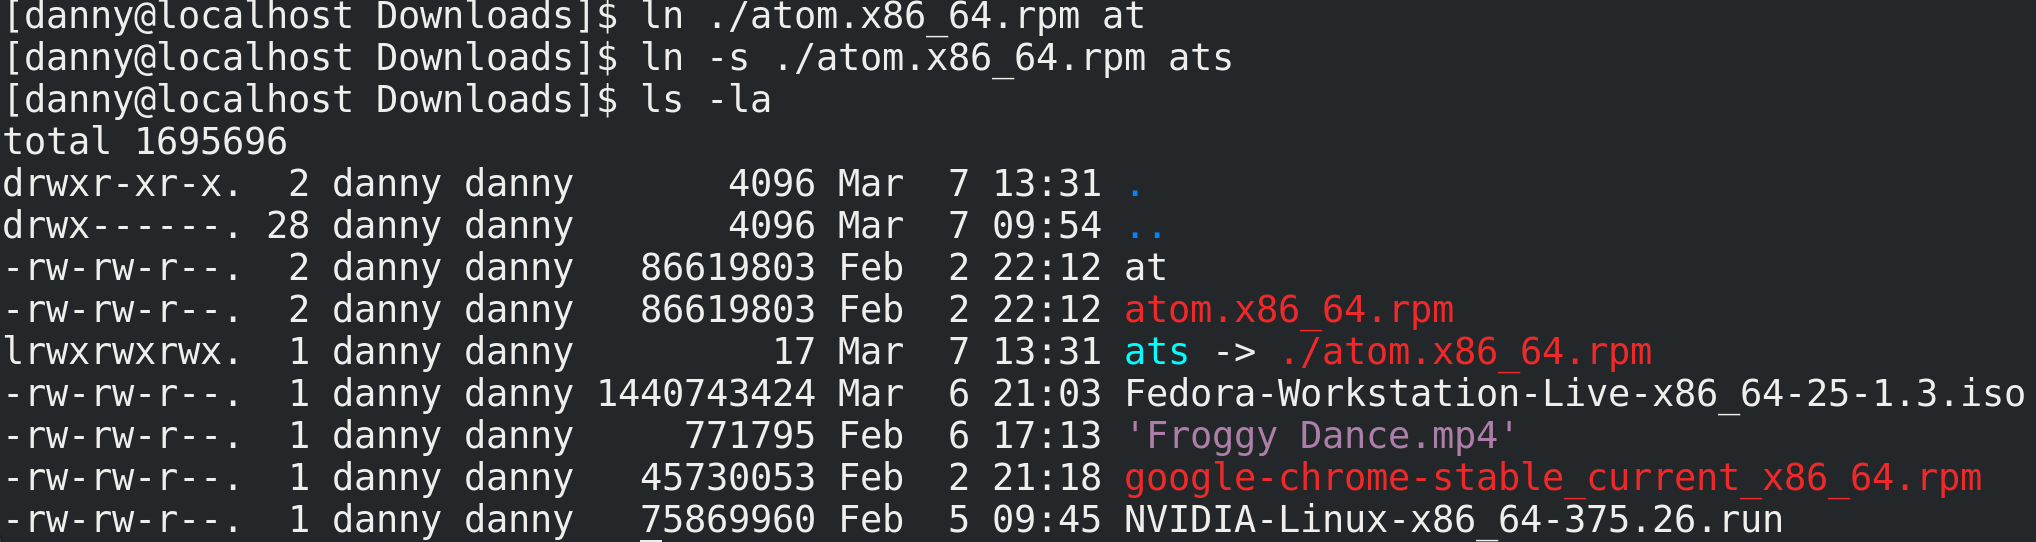 [danny@localhost Downloads]$ ln ./atom.x86_64.rpm at
[danny@localhost Downloads]$ ln -s ./atom.x86_64.rpm ats
[danny@localhost Downloads]$ ls -la
total 1695696
drwxr-xr-x.  2 danny danny       4096 Mar  7 13:31 .
drwx------. 28 danny danny       4096 Mar  7 09:54 ..
-rw-rw-r--.  2 danny danny   86619803 Feb  2 22:12 at
-rw-rw-r--.  2 danny danny   86619803 Feb  2 22:12 atom.x86_64.rpm
lrwxrwxrwx.  1 danny danny         17 Mar  7 13:31 ats -> ./atom.x86_64.rpm
-rw-rw-r--.  1 danny danny 1440743424 Mar  6 21:03 Fedora-Workstation-Live-x86_64-25-1.3.iso
-rw-rw-r--.  1 danny danny     771795 Feb  6 17:13 'Froggy Dance.mp4'
-rw-rw-r--.  1 danny danny   45730053 Feb  2 21:18 google-chrome-stable_current_x86_64.rpm
-rw-rw-r--.  1 danny danny   75869960 Feb  5 09:45 NVIDIA-Linux-x86_64-375.26.run